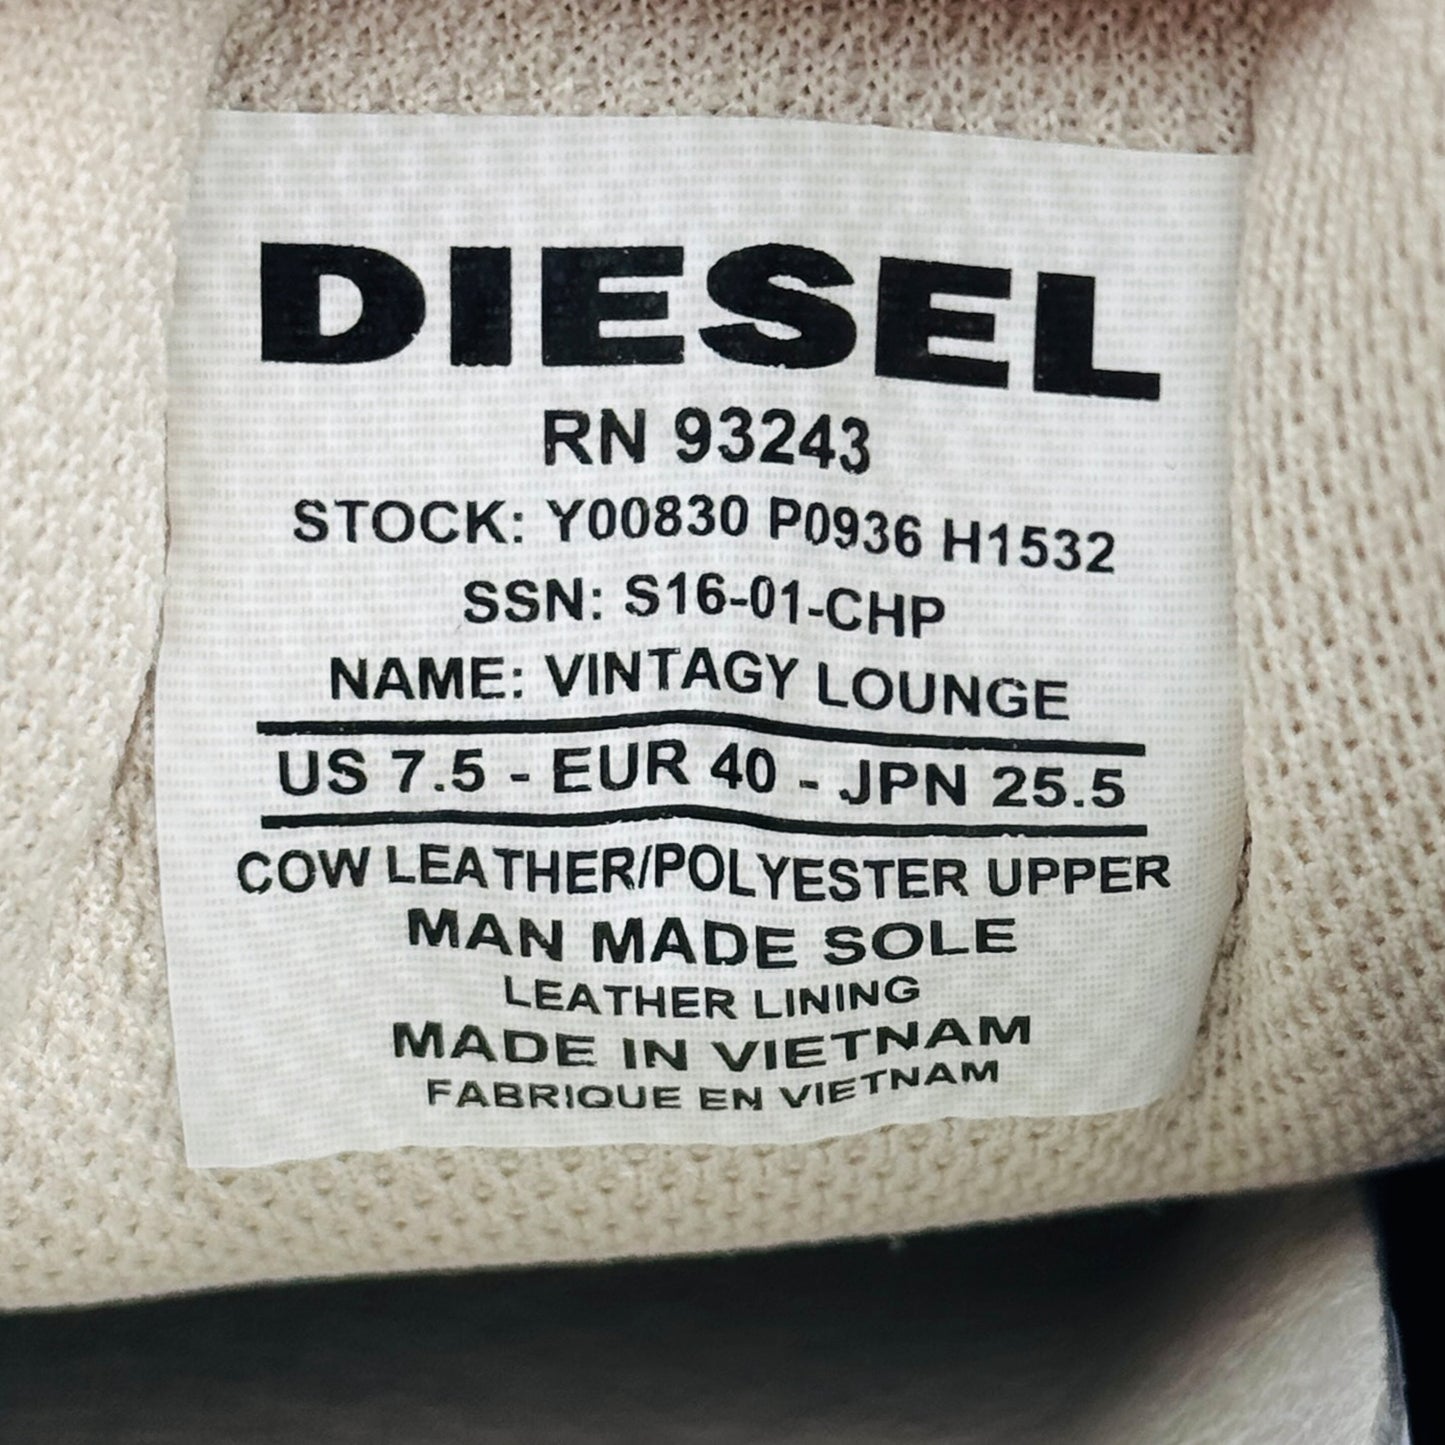 DIESEL
RN 93243
STOCK: Y00830 P0936 H1532
SSN: S16-01-CHP
NAME: VINTAGY LOUNGE
US 7.5 - EUR 40 - JPN 25.5
COW LEATHER/POLYESTER UPPER
MAN MADE SOLE
LEATHER LINING
MADE IN VIETNAM
FABRIQUE EN VIETNAM